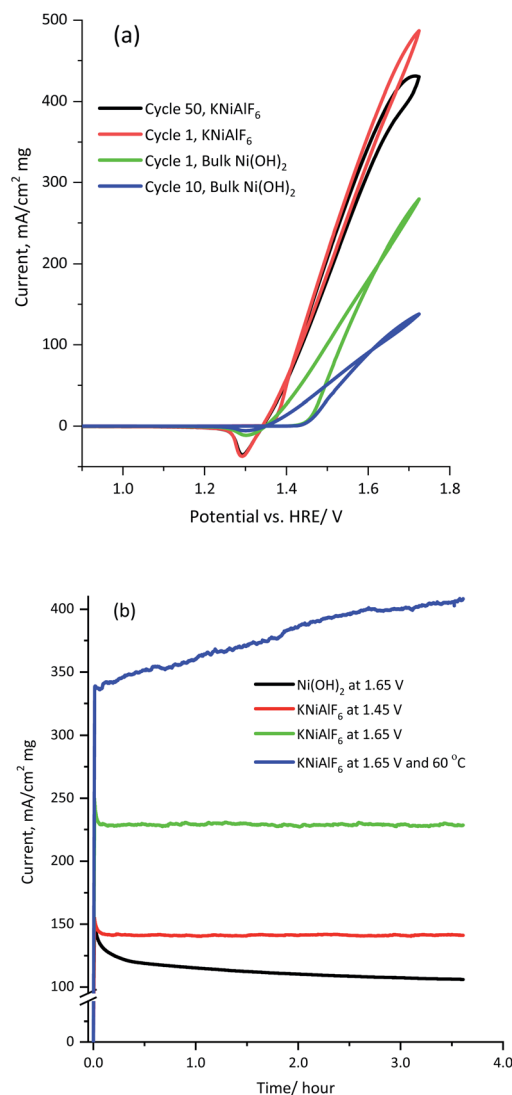 (a)
500
400
300
200
100
0
Current, mA/cm² mg
Cycle 50, KNiAlF₆
Cycle 1, KNiAlF₆
Cycle 1, Bulk Ni(OH)₂
Cycle 10, Bulk Ni(OH)₂
1.0 1.2 1.4 1.6 1.8
Potential vs. HRE/ V
(b)
400
350
300
250
200
150
100
0
Current, mA/cm² mg
Ni(OH)₂ at 1.65 V
KNiAlF₆ at 1.45 V
KNiAlF₆ at 1.65 V
KNiAlF₆ at 1.65 V and 60 °C
0.0 1.0 2.0 3.0 4.0
Time/ hour